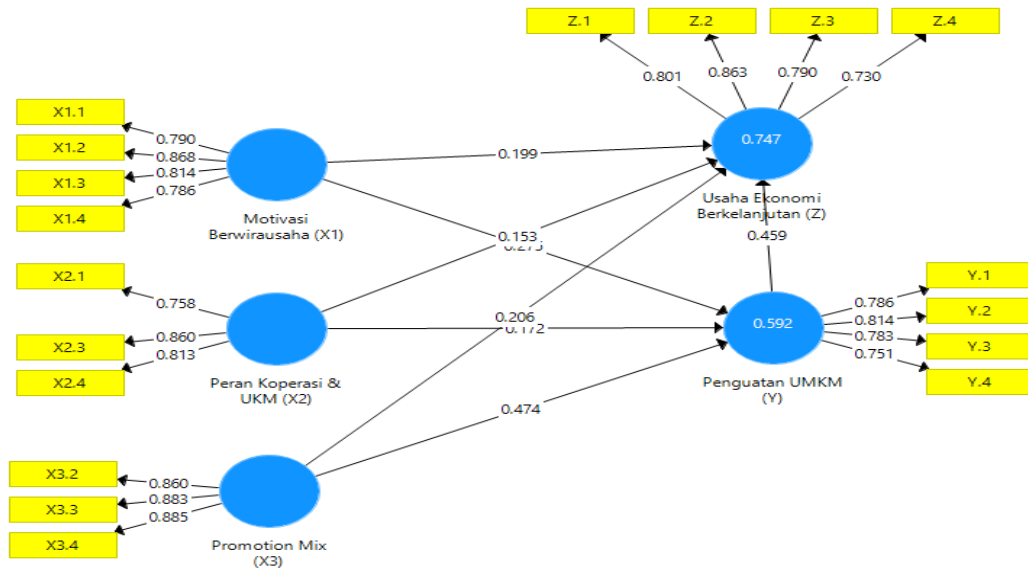 Z.1
Z.2
Z.3
Z.4
0.801
0.863
0.790
0.730
X1.1
X1.2
X1.3
X1.4
0.790
0.868
0.814
0.786
Motivasi
Berwirausaha (X1)
0.199
0.747
Usaha Ekonomi
Berkelanjutan (Z)
0.153
0.459
X2.1
X2.3
X2.4
0.758
0.860
0.813
Peran Koperasi &
UKM (X2)
0.206
0.172
0.592
Penguatan UMKM
(Y)
Y.1
Y.2
Y.3
Y.4
0.786
0.814
0.783
0.751
0.474
X3.2
X3.3
X3.4
0.860
0.883
0.885
Promotion Mix
(X3)